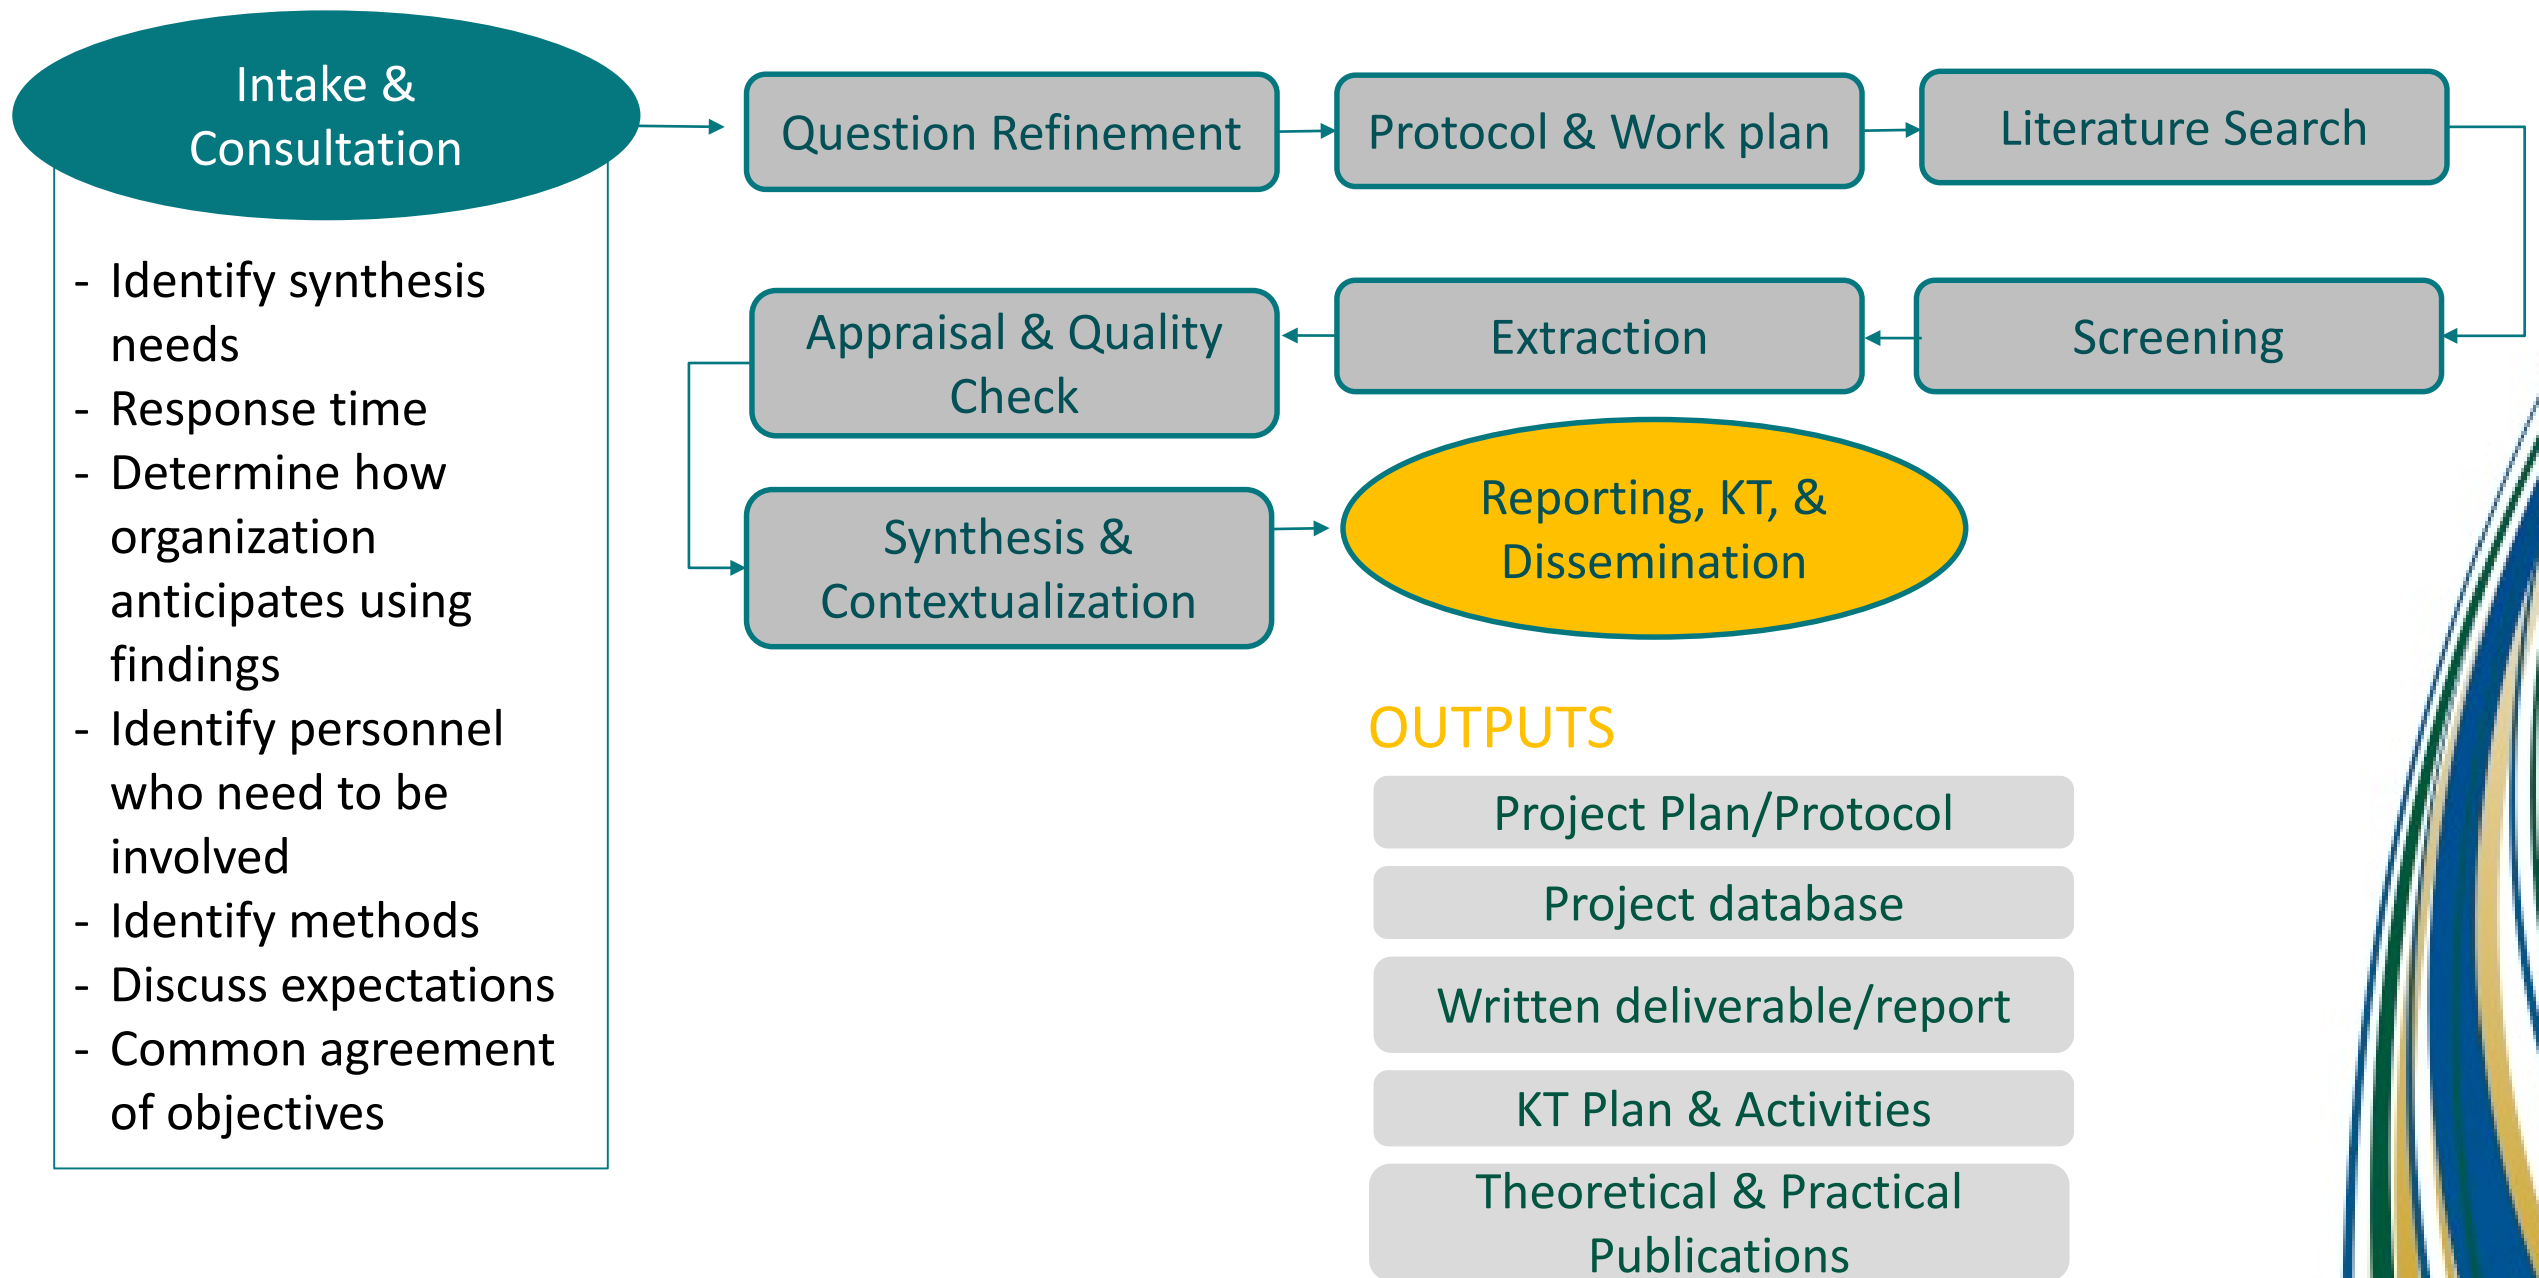 Intake &
Consultation
- Identify synthesis
needs
- Response time
- Determine how
organization
anticipates using
findings
- Identify personnel
who need to be
involved
- Identify methods
- Discuss expectations
- Common agreement
of objectives
Question Refinement
Protocol & Work plan
Literature Search
Screening
Extraction
Appraisal & Quality
Check
Synthesis &
Contextualization
Reporting, KT, &
Dissemination
OUTPUTS
Project Plan/Protocol
Project database
Written deliverable/report
KT Plan & Activities
Theoretical & Practical
Publications